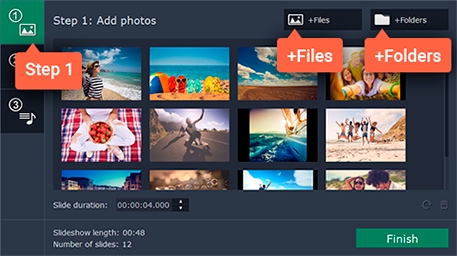 1
Step 1: Add photos
+Files
+Folders
Step 1
+Files
+Folders
3
Slide duration:
00:00:04.000
Slideshow length: 00:48
Number of slides: 12
Finish